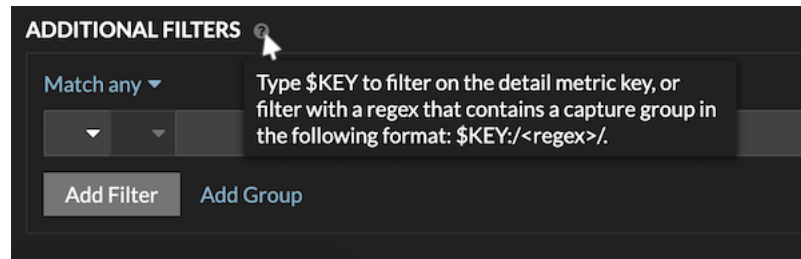 ADDITIONAL FILTERS ?
Match any
Type $KEY to filter on the detail metric key, or
filter with a regex that contains a capture group in
the following format: $KEY:/<regex>/.
Add Filter Add Group